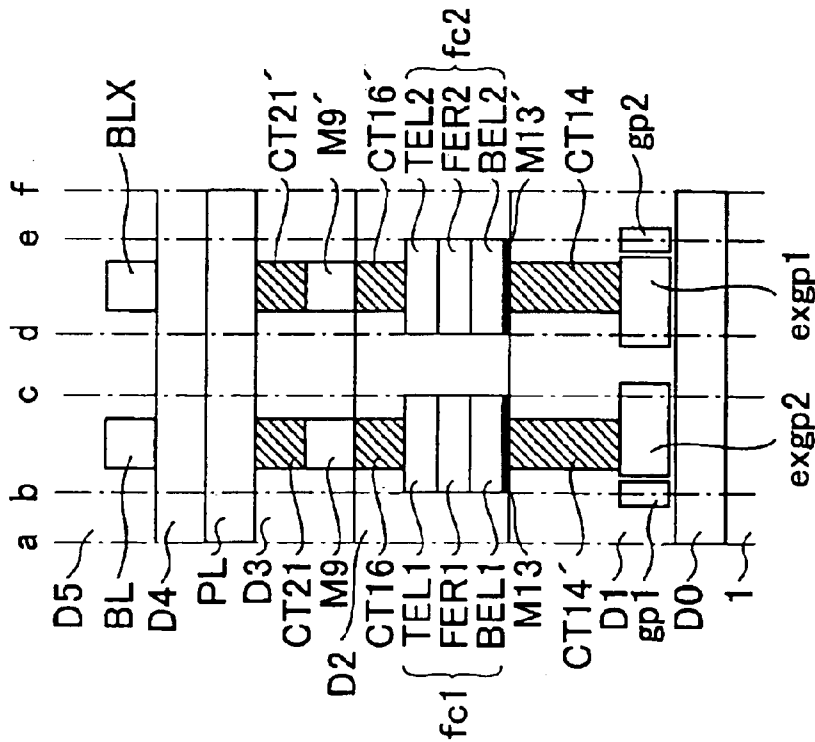 a b c d e f
D5
BL
D4
PL
D3
CT21
M9
D2
CT16
TEL1
FER1
BEL1
fc1
M13
CT14´
D1
gp1
D0
1
BLX
CT21´
M9´
CT16´
TEL2
FER2
BEL2
fc2
M13´
CT14
gp2
exgp1
exgp2